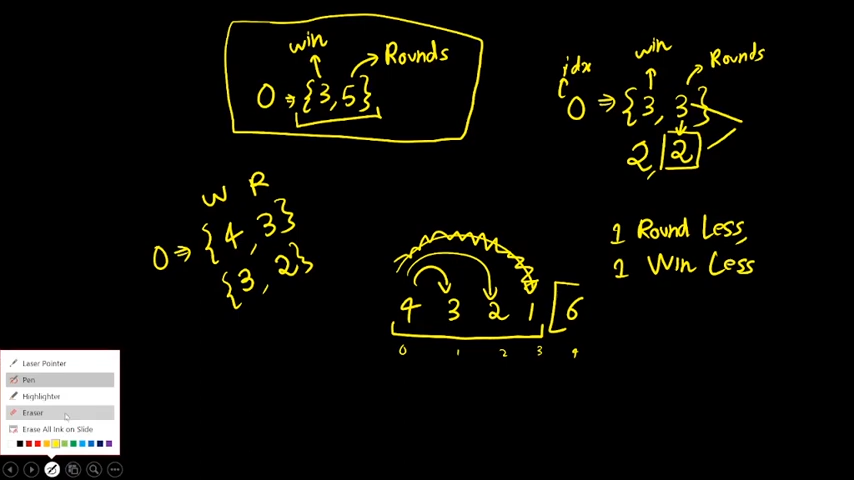 win
Rounds
0 ⇒ {3,5}
idx
win
Rounds
0 ⇒ {3, 3}
2, 2
W R
0 ⇒ {4, 3}
{3, 2}
1 Round Less,
1 Win Less
4 3 2 1 [6
0 1 2 3 4
Laser Pointer
Pen
Highlighter
Eraser
Erase All Ink on Slide